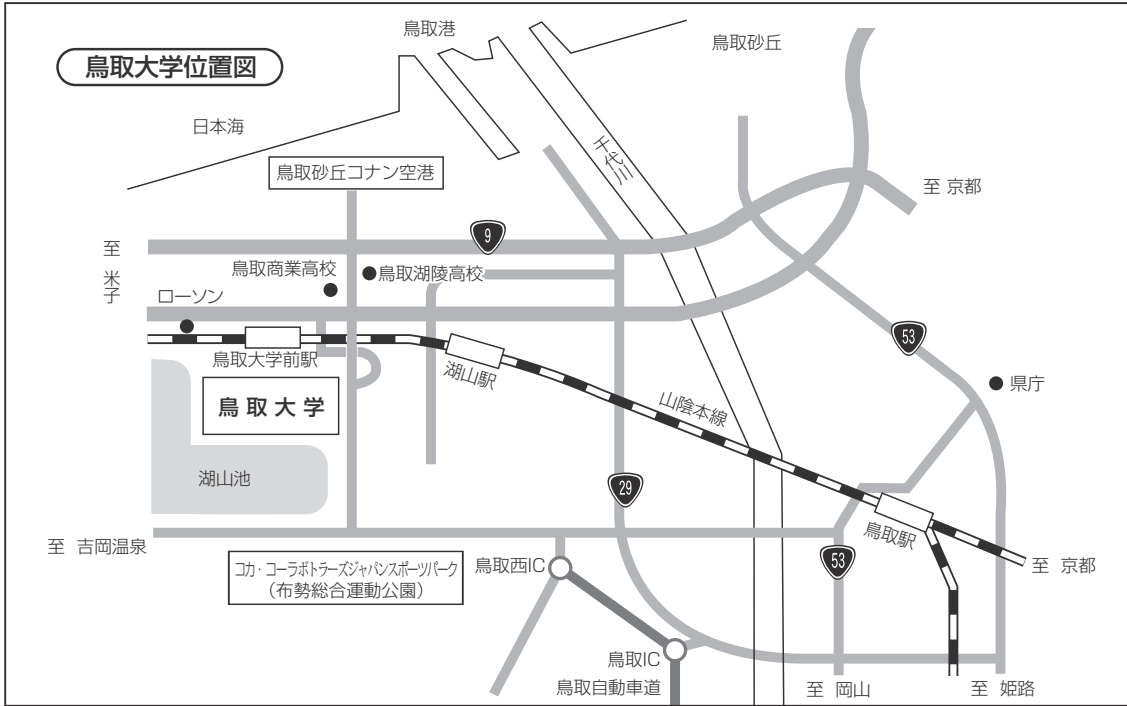 鳥取大学位置図
鳥取港
鳥取砂丘
日本海
千代川
鳥取砂丘コナン空港
至 京都
9
至 米子
鳥取商業高校
鳥取湖陵高校
ローソン
53
鳥取大学前駅
湖山駅
県庁
鳥取大学
山陰本線
湖山池
29
鳥取駅
至 吉岡温泉
コカ・コーラボトラーズジャパンスポーツパーク
（布勢総合運動公園）
鳥取西IC
53
至 京都
鳥取IC
鳥取自動車道
至 岡山
至 姫路